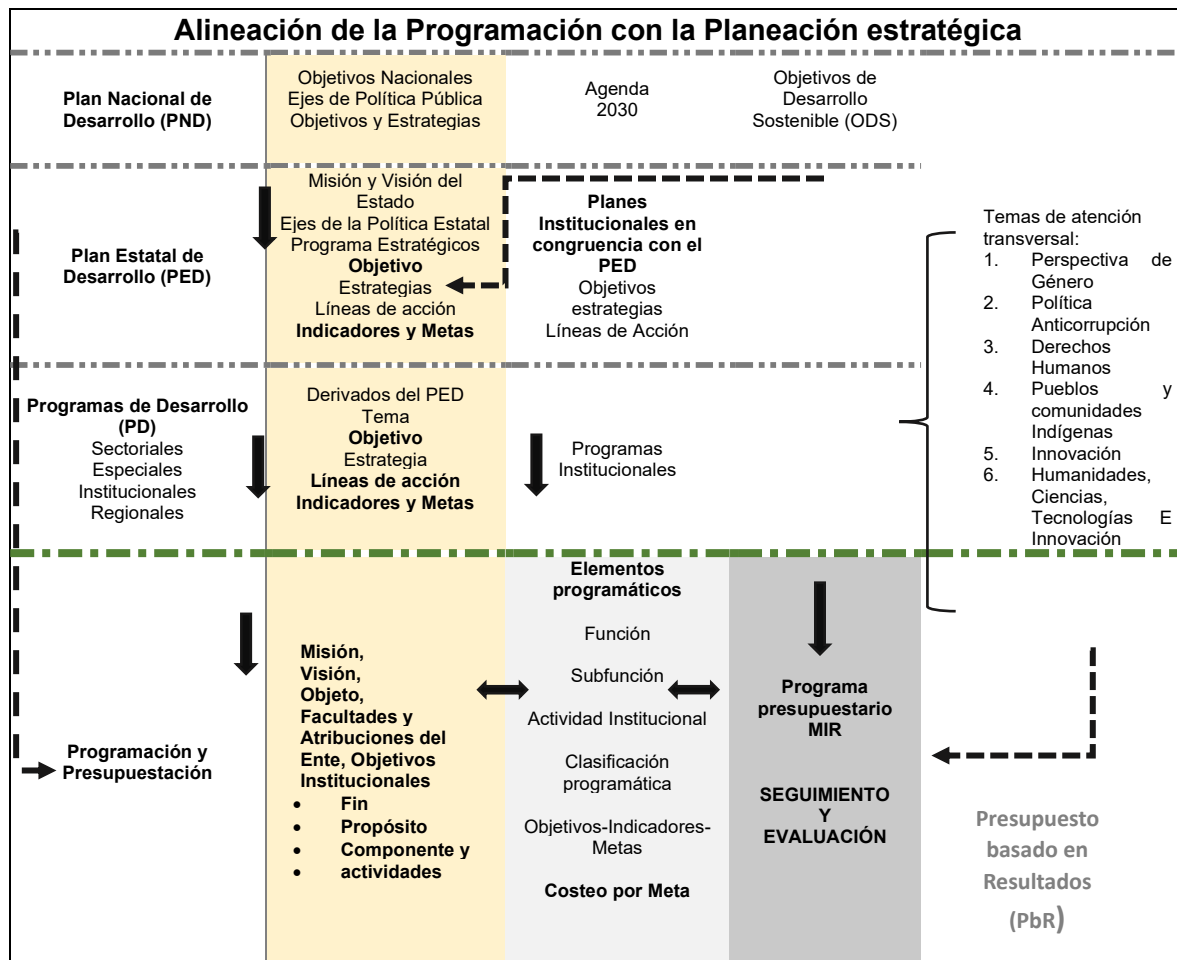 Alineación de la Programación con la Planeación estratégica
Plan Nacional de
Desarrollo (PND)
Objetivos Nacionales
Ejes de Política Pública
Objetivos y Estrategias
Agenda
2030
Objetivos de
Desarrollo
Sostenible (ODS)
Plan Estatal de
Desarrollo (PED)
Misión y Visión del
Estado
Ejes de la Política Estatal
Programa Estratégicos
Objetivo
Estrategias
Líneas de acción
Indicadores y Metas
Planes
Institucionales en
congruencia con el
PED
Objetivos
estrategias
Líneas de Acción
Temas de atención
transversal:
1. Perspectiva de
Género
2. Política
Anticorrupción
3. Derechos
Humanos
4. Pueblos y
comunidades
Indígenas
5. Innovación
6. Humanidades,
Ciencias,
Tecnologías E
Innovación
Programas de Desarrollo
(PD)
Sectoriales
Especiales
Institucionales
Regionales
Derivados del PED
Tema
Objetivo
Estrategia
Líneas de acción
Indicadores y Metas
Programas
Institucionales
Programación y
Presupuestación
Misión,
Visión,
Objeto,
Facultades y
Atribuciones del
Ente, Objetivos
Institucionales
• Fin
• Propósito
• Componente y
• actividades
Elementos
programáticos
Función
Subfunción
Actividad Institucional
Clasificación
programática
Objetivos-Indicadores-
Metas
Costeo por Meta
Programa
presupuestario
MIR
SEGUIMIENTO
Y
EVALUACIÓN
Presupuesto
basado en
Resultados
(PbR)